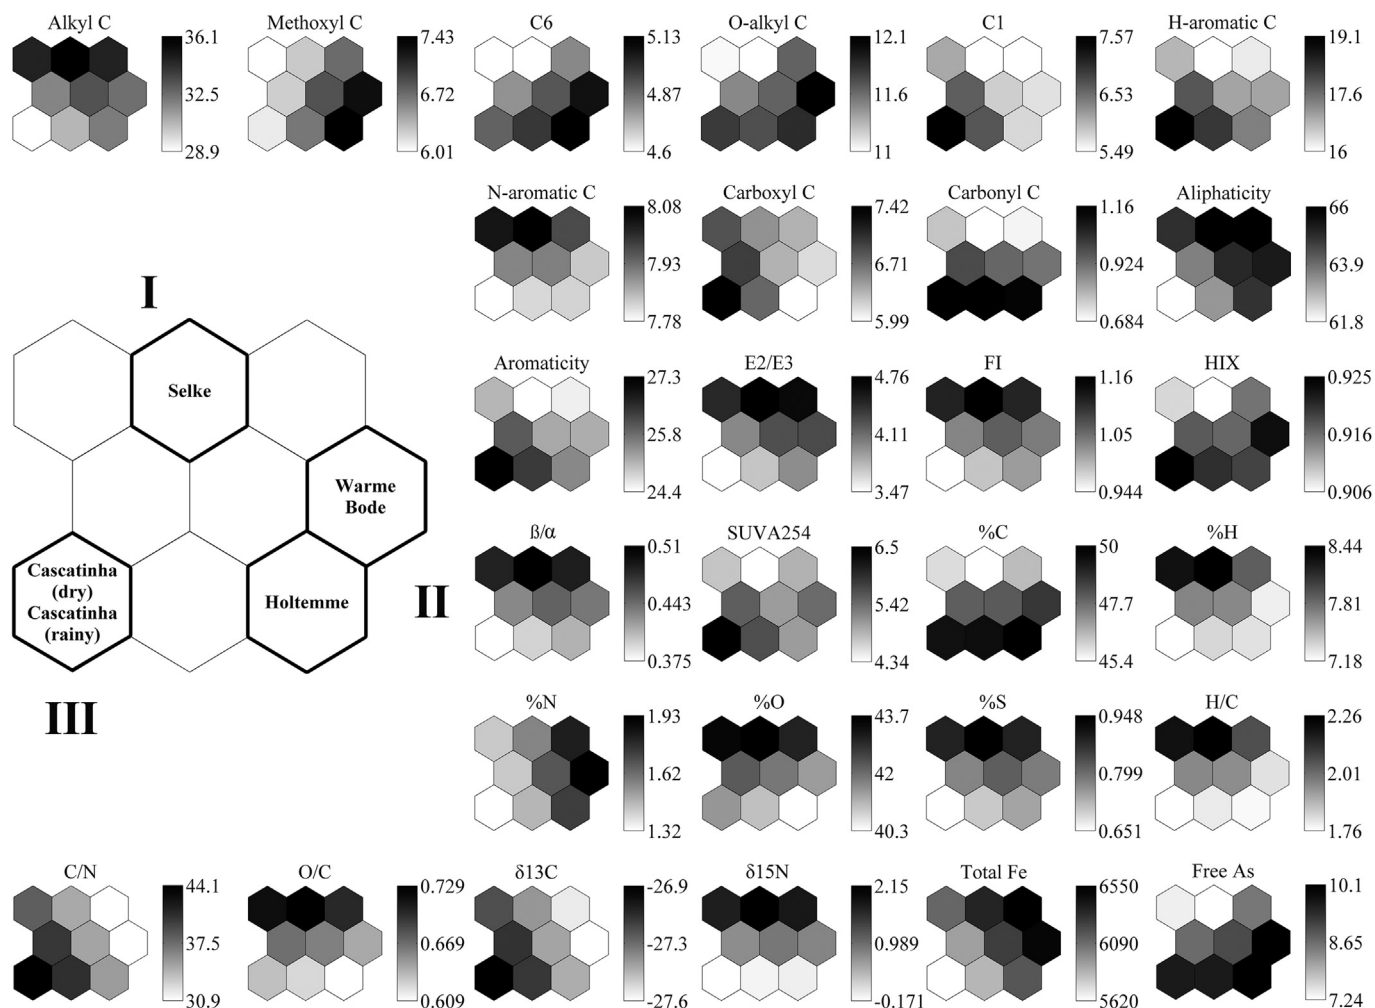 Alkyl C
36.1
32.5
28.9
Methoxyl C
7.43
6.72
6.01
C6
5.13
4.87
4.6
O-alkyl C
12.1
11.6
11
C1
7.57
6.53
5.49
H-aromatic C
19.1
17.6
16
N-aromatic C
8.08
7.93
7.78
Carboxyl C
7.42
6.71
5.99
Carbonyl C
1.16
0.924
0.684
Aliphaticity
66
63.9
61.8
I
Selke
Warme
Bode
Cascatinha
(dry)
Cascatinha
(rainy)
Holtemme
II
III
Aromaticity
27.3
25.8
24.4
E2/E3
4.76
4.11
3.47
FI
1.16
1.05
0.944
HIX
0.925
0.916
0.906
ß/α
0.51
0.443
0.375
SUVA254
6.5
5.42
4.34
%C
50
47.7
45.4
%H
8.44
7.81
7.18
%N
1.93
1.62
1.32
%O
43.7
42
40.3
%S
0.948
0.799
0.651
H/C
2.26
2.01
1.76
C/N
44.1
37.5
30.9
O/C
0.729
0.669
0.609
δ13C
-26.9
-27.3
-27.6
δ15N
2.15
0.989
-0.171
Total Fe
6550
6090
5620
Free As
10.1
8.65
7.24